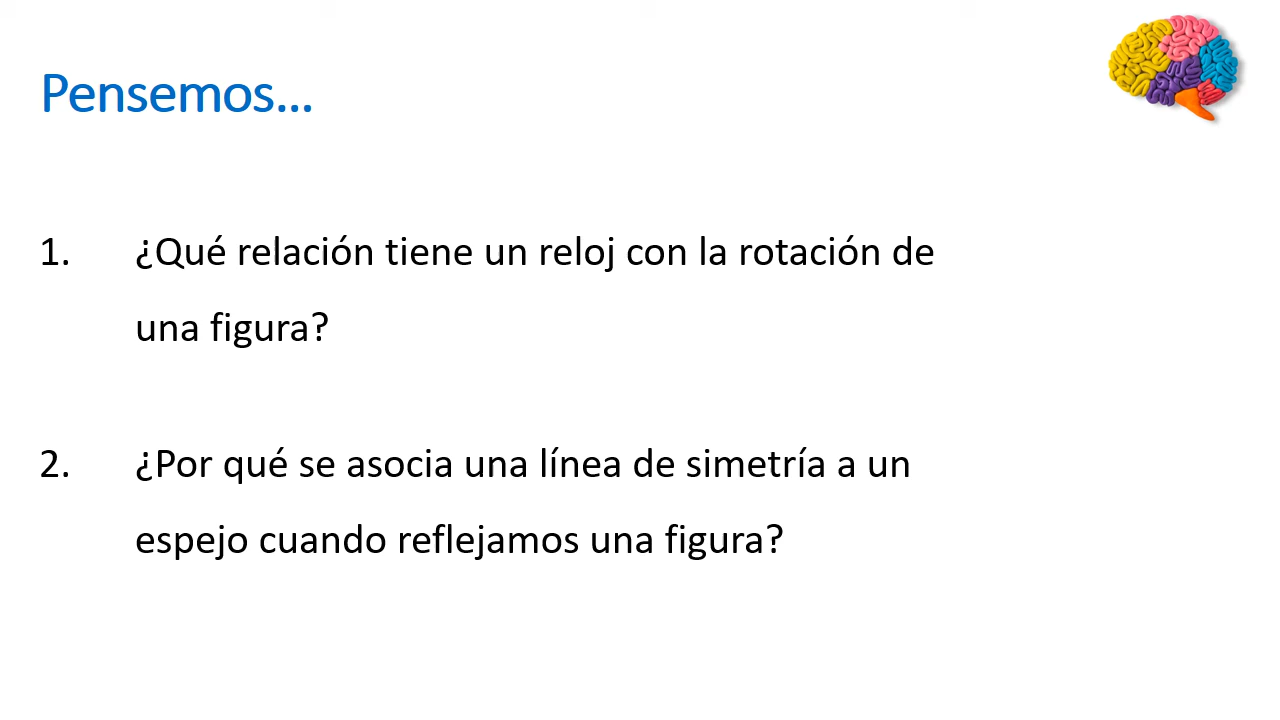 Pensemos...
1. ¿Qué relación tiene un reloj con la rotación de
una figura?
2. ¿Por qué se asocia una línea de simetría a un
espejo cuando reflejamos una figura?